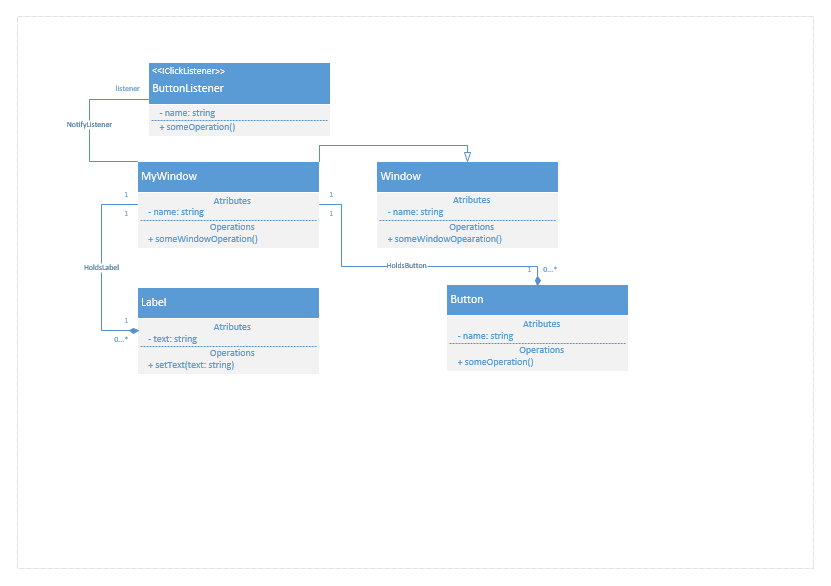 <<IClickListener>>
ButtonListener
listener
- name: string
+ someOperation()
NotifyListener
MyWindow
Atributes
- name: string
Operations
+ someWindowOperation()
Window
Atributes
- name: string
Operations
+ someWindowOpearation()
1
1
1
1
HoldsLabel
HoldsButton
1
0...*
Label
Atributes
- text: string
Operations
+ setText(text: string)
1
0...*
Button
Atributes
- name: string
Operations
+ someOperation()